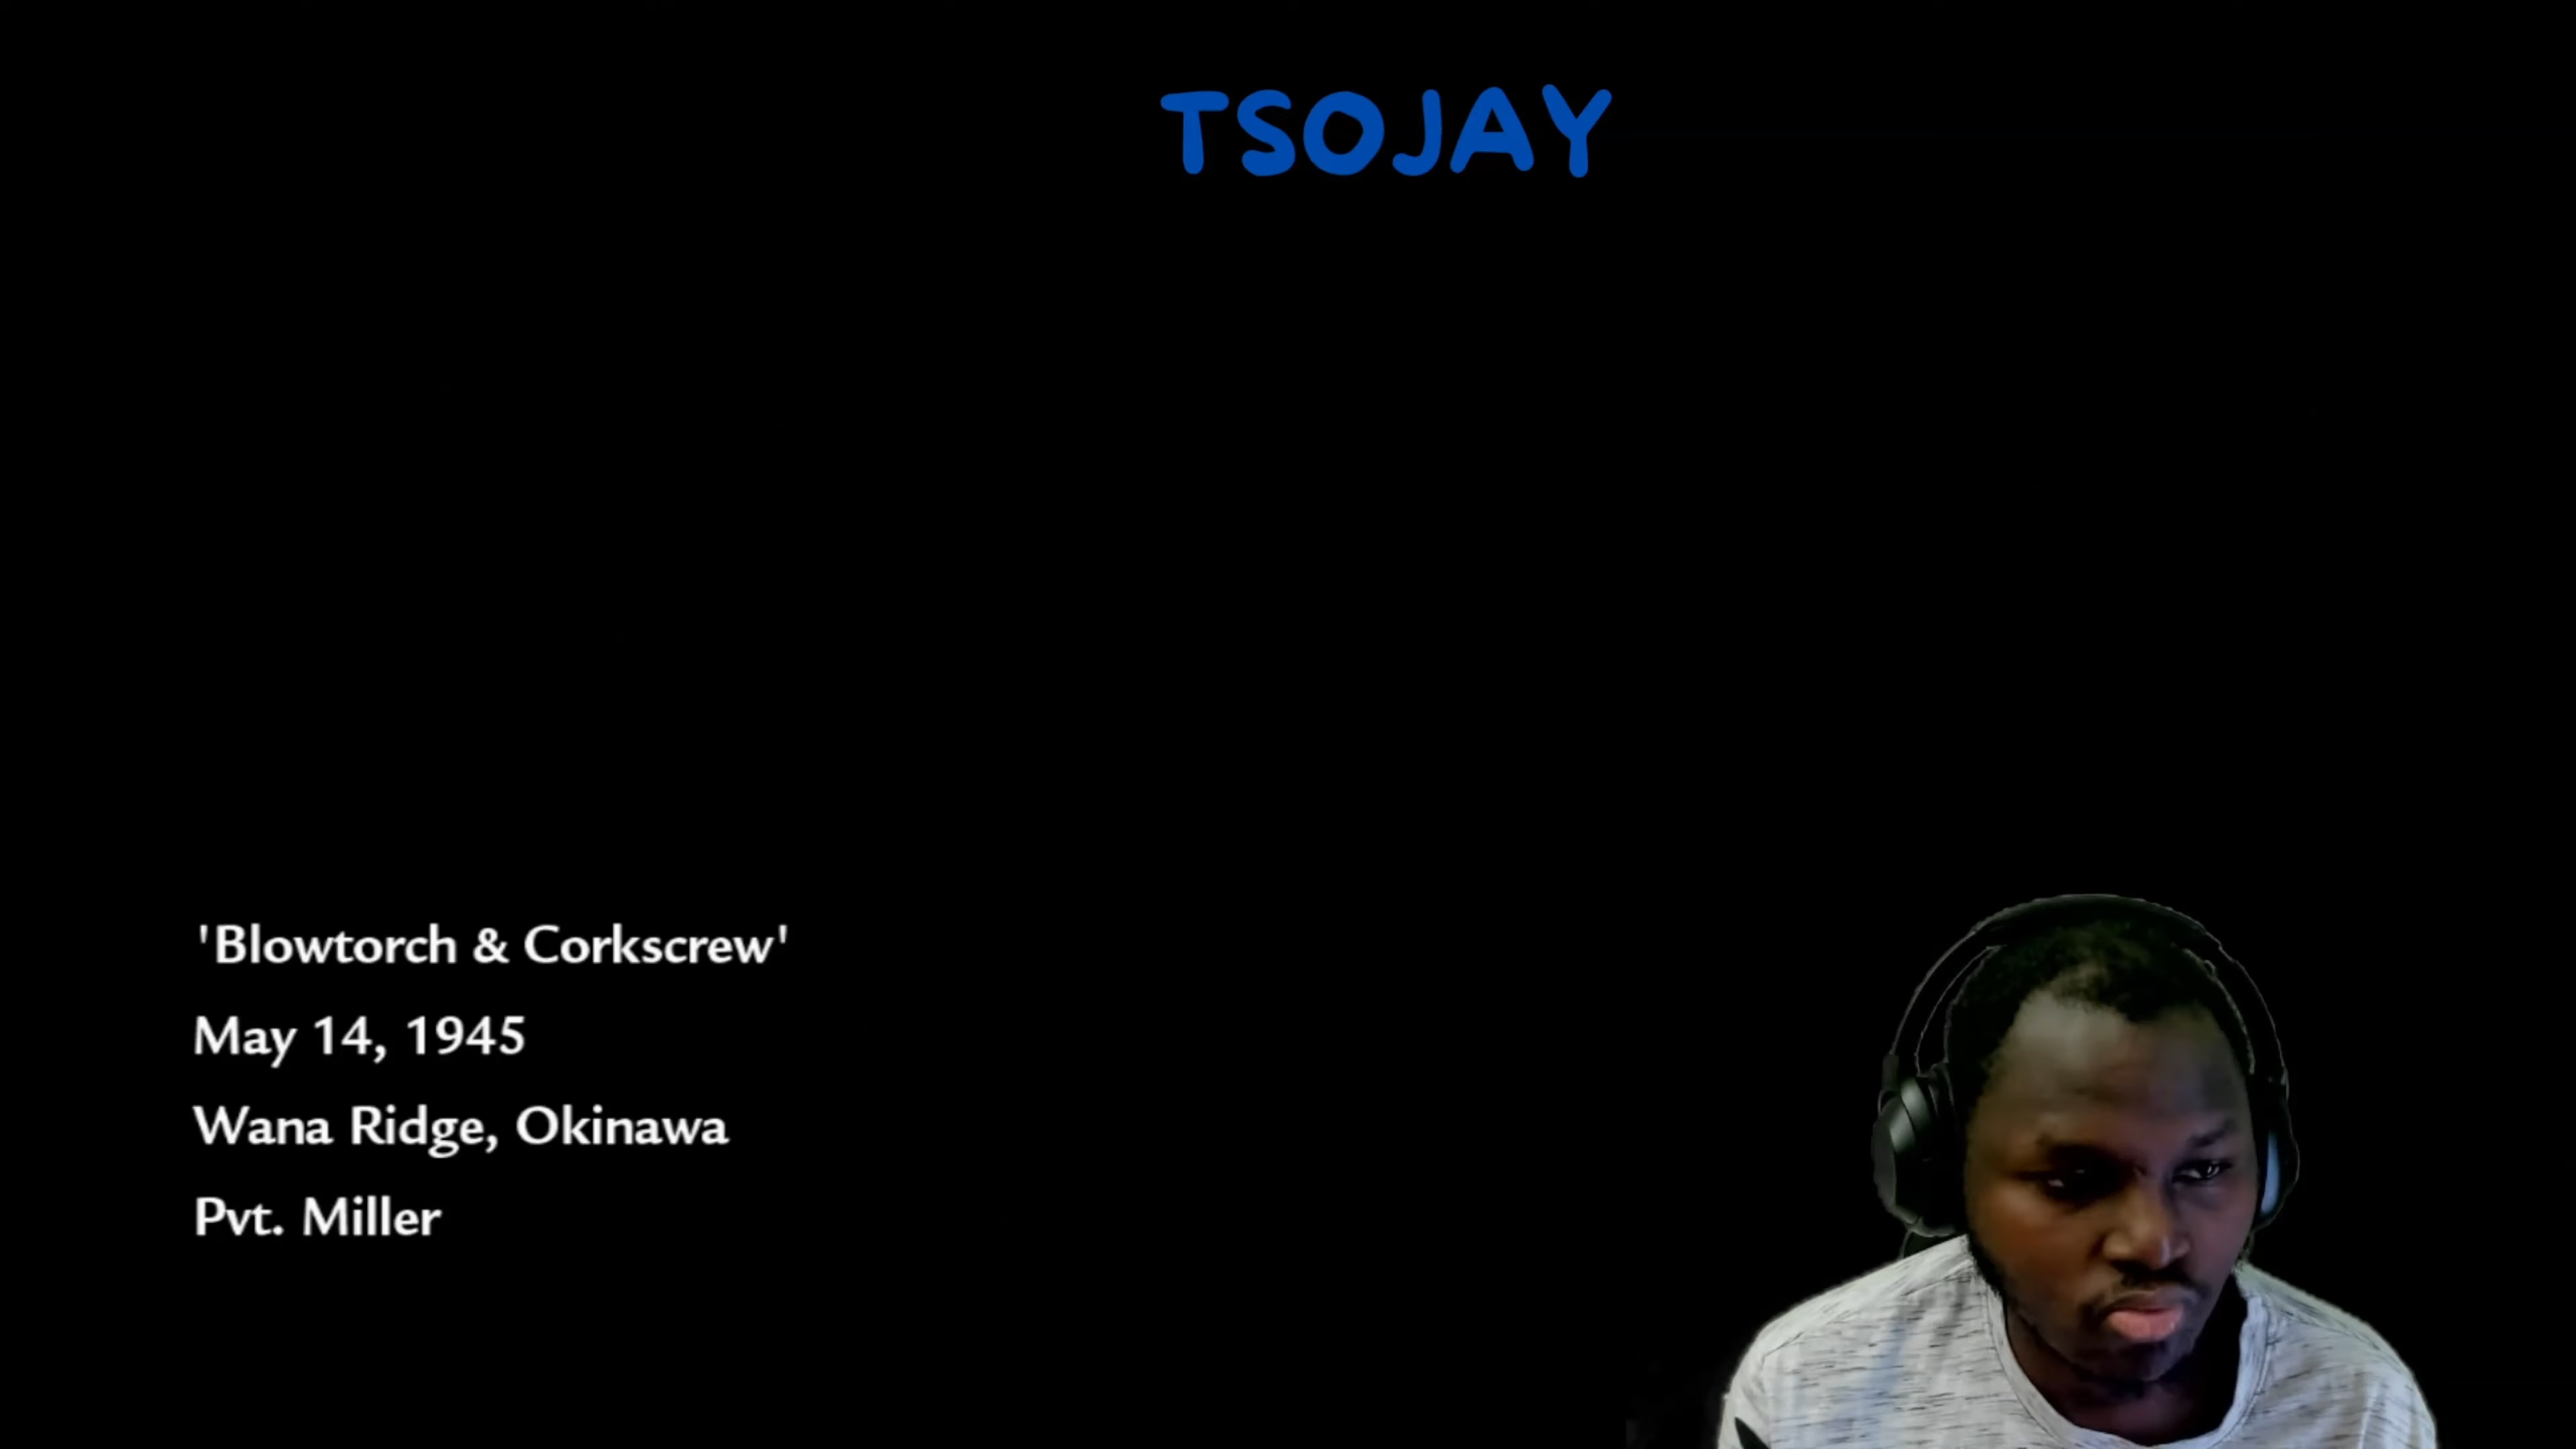 TSOJAY
'Blowtorch & Corkscrew'
May 14, 1945
Wana Ridge, Okinawa
Pvt. Miller